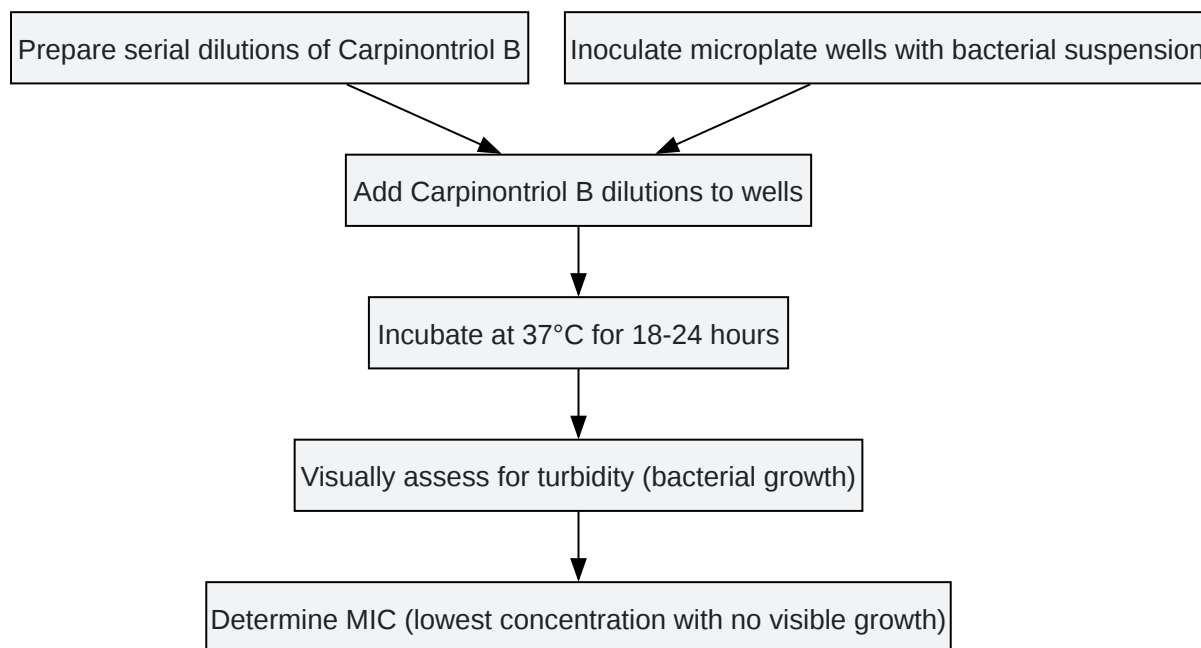 Prepare serial dilutions of Carpinontriol B
Inoculate microplate wells with bacterial suspension
Add Carpinontriol B dilutions to wells
Incubate at 37°C for 18-24 hours
Visually assess for turbidity (bacterial growth)
Determine MIC (lowest concentration with no visible growth)